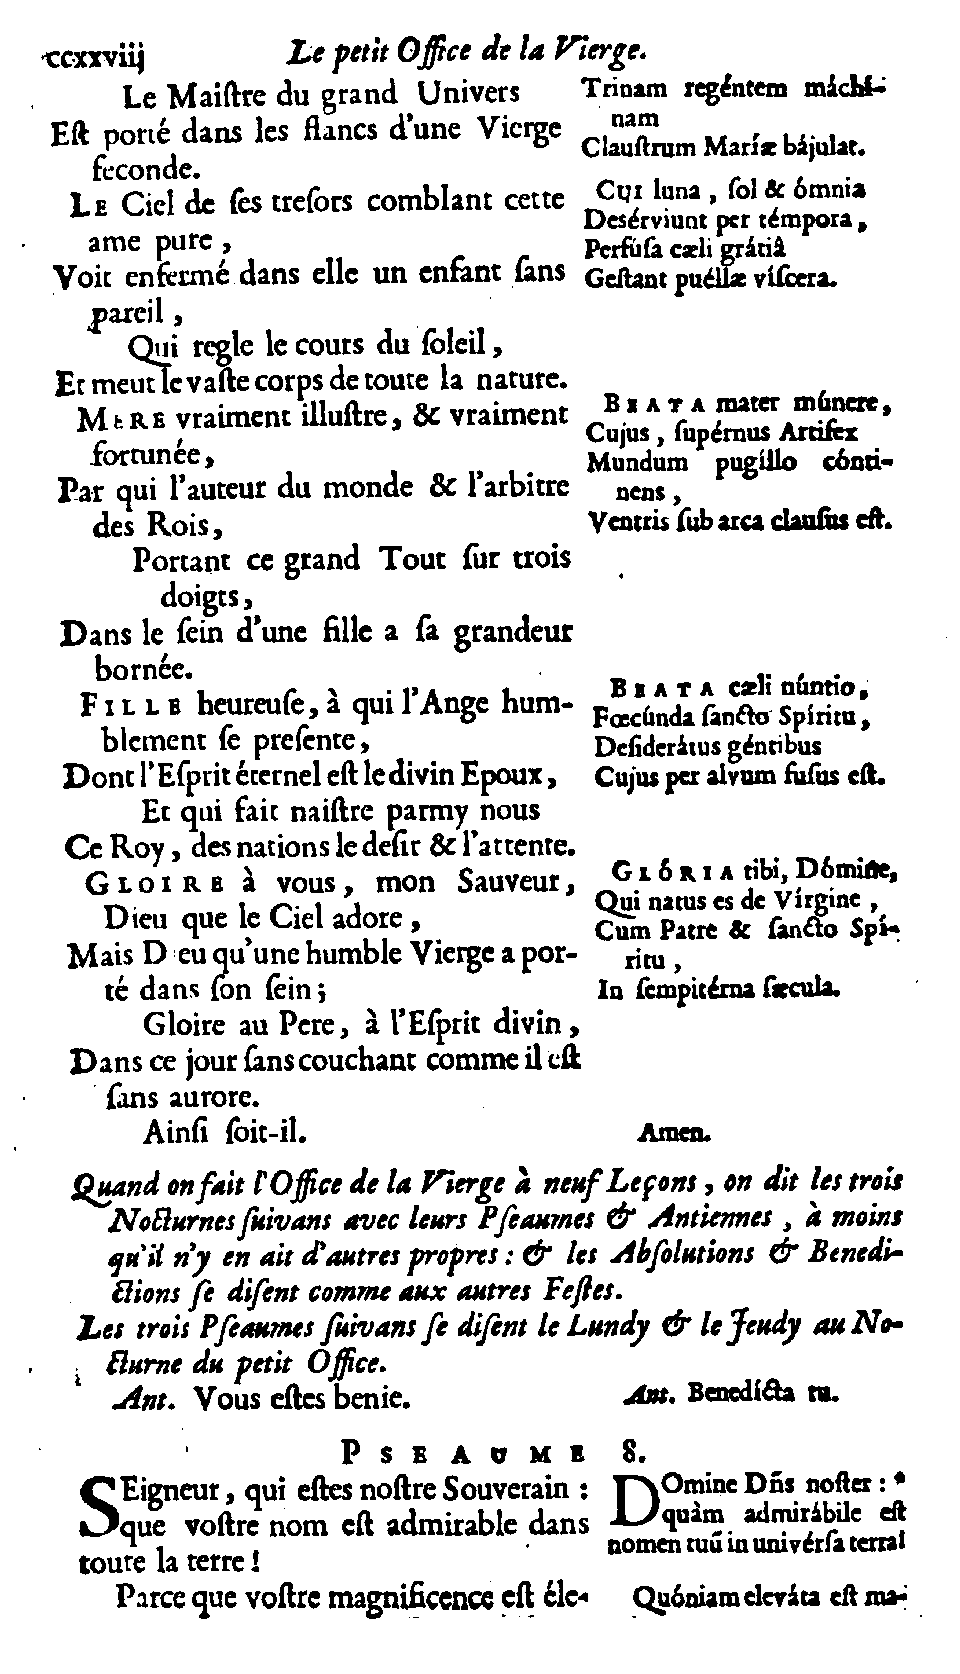 ccxxviij Le petit Office de la Vierge.
Le Maiſtre du grand Univers
Eſt porté dans les flancs d'une Vierge
feconde.
LE Ciel de ſes treſors comblant cette
ame pure,
Voit enfermé dans elle un enfant ſans
pareil,
Qui regle le cours du ſoleil,
Et meut le vaſte corps de toute la nature.
MERE vraiment illuſtre, & vraiment
fortunée,
Par qui l'auteur du monde & l'arbitre
des Rois,
Portant ce grand Tout ſur trois
doigts,
Dans le ſein d'une fille a ſa grandeur
bornée.
FILLE heureuſe, à qui l'Ange hum-
blement ſe preſente,
Dont l'Eſprit éternel eſt le divin Epoux,
Et qui fait naiſtre parmy nous
Ce Roy, des nations le deſir & l'attente.
GLOIRE à vous, mon Sauveur,
Dieu que le Ciel adore,
Mais Dieu qu'une humble Vierge a por-
té dans ſon ſein;
Gloire au Pere, à l'Eſprit divin,
Dans ce jour ſans couchant comme il eſt
ſans aurore.
Ainſi ſoit-il.
Trinam regéntem máchi-
nam
Clauſtrum Maríæ bájulat.
Cui luna, ſol & ómnia
Desérviunt per témpora,
Perfúſa cæli grátiâ
Geſtant puéllæ víſcera.
BEATA mater múnere,
Cujus, ſupérnus Artifex
Mundum pugíllo cónti-
nens,
Ventris ſub arca clauſus eſt.
BEATA cæli núntio,
Fœcúnda ſancto Spíritu,
Deſiderátus géntibus
Cujus per alvum fuſus eſt.
GLÓRIA tibi, Dómine,
Qui natus es de Vírgine,
Cum Patre & ſancto Spí-
ritu,
In ſempitérna ſæcula.
Amen.
Quand on fait l'Office de la Vierge à neuf Leçons, on dit les trois
Nocturnes ſuivans avec leurs Pſeaumes & Antiennes, à moins
qu'il n'y en ait d'autres propres : & les Abſolutions & Benedi-
ctions ſe diſent comme aux autres Feſtes.
Les trois Pſeaumes ſuivans ſe diſent le Lundy & le Jeudy au No-
cturne du petit Office.
Ant. Vous eſtes benie.
Ant. Benedícta tu.
PSEAUME 8.
SEigneur, qui eſtes noſtre Souverain :
que voſtre nom eſt admirable dans
toute la terre !
Parce que voſtre magnificence eſt éle-
DOmine Dñs noſter : *
quàm admirábile eſt
nomen tuũ in univérſa terra!
Quóniam eleváta eſt ma-